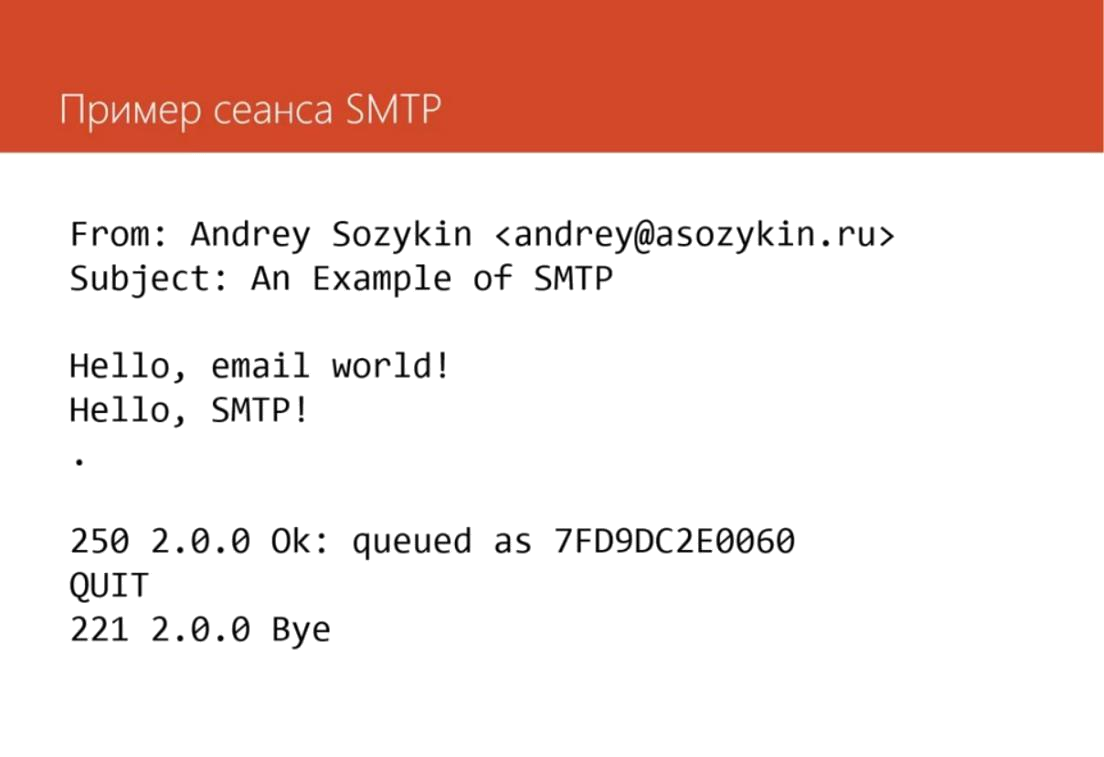 Пример сеанса SMTP
From: Andrey Sozykin <andrey@asozykin.ru>
Subject: An Example of SMTP
Hello, email world!
Hello, SMTP!
.
250 2.0.0 Ok: queued as 7FD9DC2E0060
QUIT
221 2.0.0 Bye